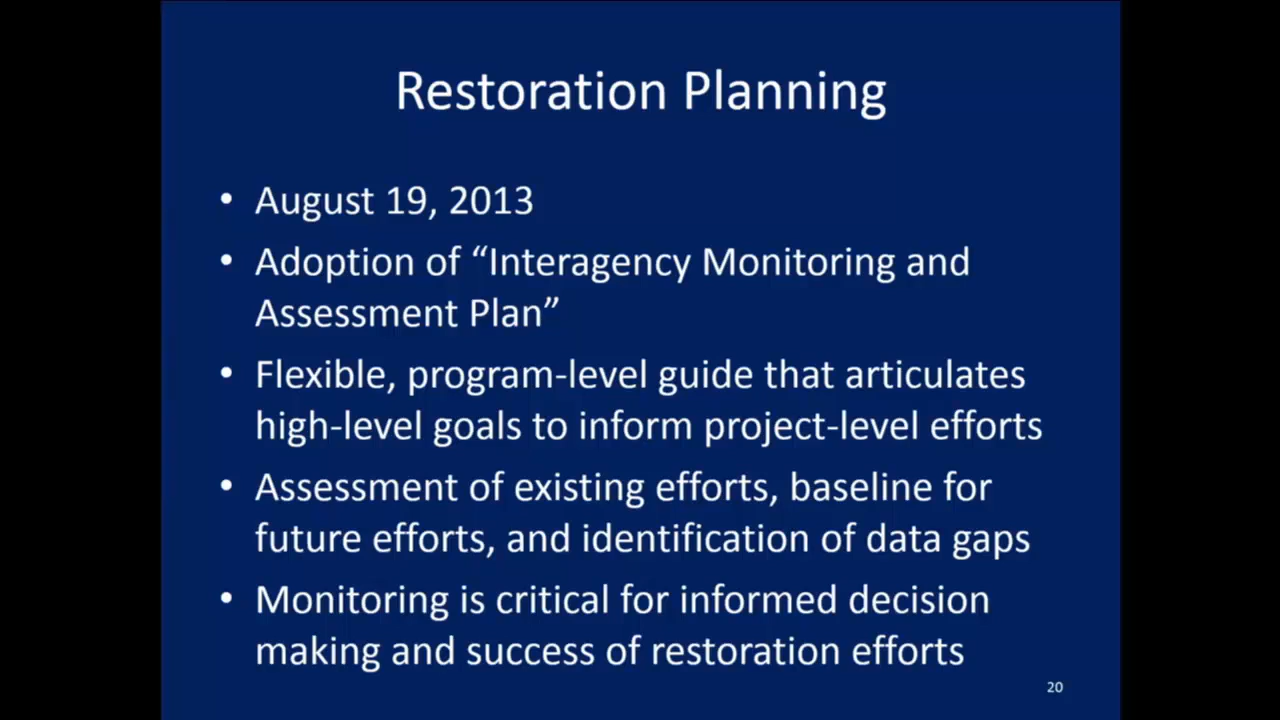 Restoration Planning
• August 19, 2013
• Adoption of “Interagency Monitoring and
Assessment Plan”
• Flexible, program-level guide that articulates
high-level goals to inform project-level efforts
• Assessment of existing efforts, baseline for
future efforts, and identification of data gaps
• Monitoring is critical for informed decision
making and success of restoration efforts
20